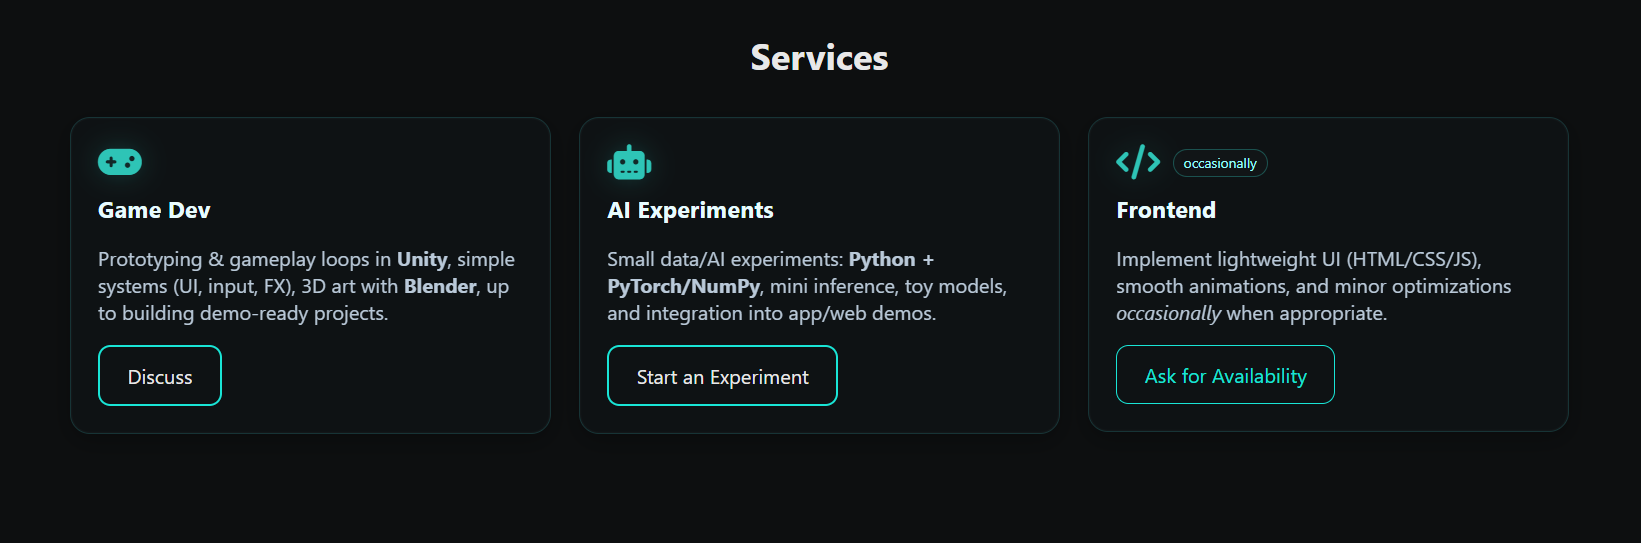 Services
Game Dev
Prototyping & gameplay loops in Unity, simple
systems (UI, input, FX), 3D art with Blender, up
to building demo-ready projects.
Discuss
AI Experiments
Small data/AI experiments: Python +
PyTorch/NumPy, mini inference, toy models,
and integration into app/web demos.
Start an Experiment
occasionally
Frontend
Implement lightweight UI (HTML/CSS/JS),
smooth animations, and minor optimizations
occasionally when appropriate.
Ask for Availability